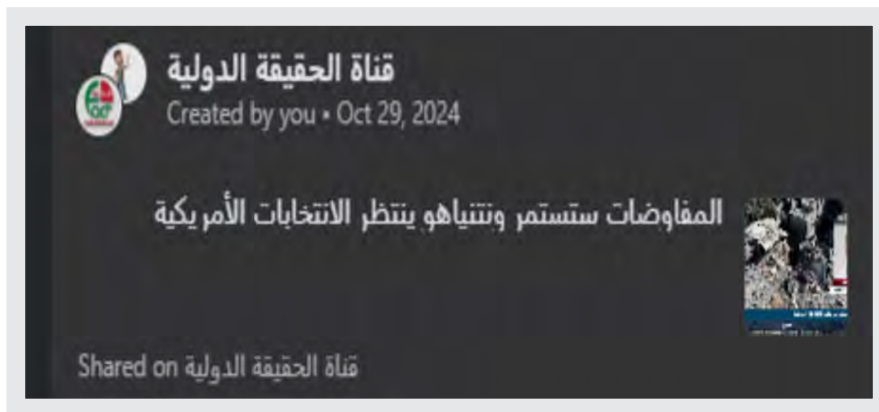 قناة الحقيقة الدولية
Created by you • Oct 29, 2024
المفاوضات ستستمر ونتنياهو ينتظر الانتخابات الأمريكية
Shared on قناة الحقيقة الدولية